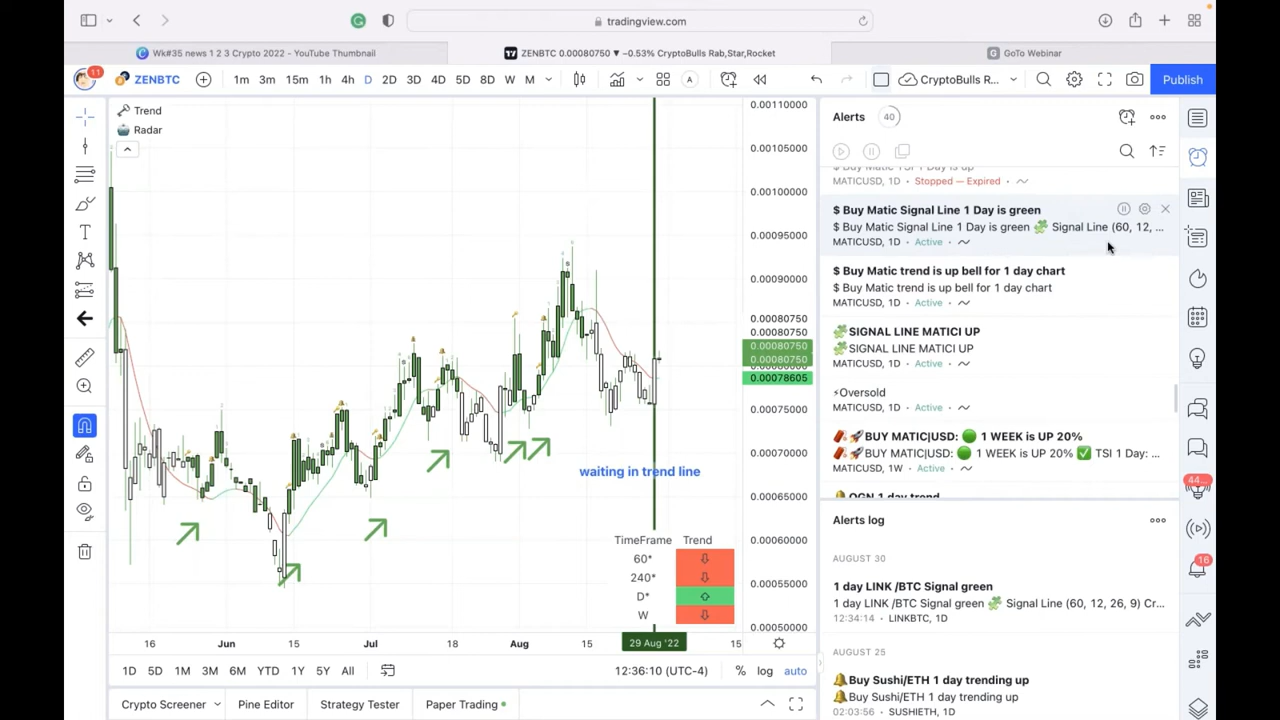 tradingview.com
Wk#35 news 1 2 3 Crypto 2022 - YouTube Thumbnail
ZENBTC 0.00080750 ▼ −0.53% CryptoBulls Rab,Star,Rocket
GoTo Webinar
11
ZENBTC
1m 3m 15m 1h 4h D 2D 3D 4D 5D 8D W M
A
CryptoBulls R...
Publish
Trend
Radar
0.00110000
0.00105000
0.00100000
0.00095000
0.00090000
0.00080750
0.00080750
0.00080750
0.00080750
0.00078605
0.00075000
0.00070000
0.00065000
0.00060000
0.00055000
0.00050000
waiting in trend line
TimeFrame Trend
60*
240*
D*
W
16 Jun 15 Jul 18 Aug 15 29 Aug '22 15
1D 5D 1M 3M 6M YTD 1Y 5Y All
12:36:10 (UTC-4)
% log auto
Crypto Screener
Pine Editor
Strategy Tester
Paper Trading
Alerts 40
MATICUSD, 1D • Stopped — Expired
$ Buy Matic Signal Line 1 Day is green
$ Buy Matic Signal Line 1 Day is green 🍀 Signal Line (60, 12, ...
MATICUSD, 1D • Active
$ Buy Matic trend is up bell for 1 day chart
$ Buy Matic trend is up bell for 1 day chart
MATICUSD, 1D • Active
🍀SIGNAL LINE MATICI UP
🍀SIGNAL LINE MATICI UP
MATICUSD, 1D • Active
⚡Oversold
MATICUSD, 1D • Active
🧨🚀BUY MATIC|USD: 🟢 1 WEEK is UP 20%
🧨🚀BUY MATIC|USD: 🟢 1 WEEK is UP 20% ✅ TSI 1 Day: ...
MATICUSD, 1W • Active
🔔OGN 1 day trend
Alerts log
AUGUST 30
1 day LINK /BTC Signal green
1 day LINK /BTC Signal green 🍀 Signal Line (60, 12, 26, 9) Cr...
12:34:14 • LINKBTC, 1D
AUGUST 25
🔔Buy Sushi/ETH 1 day trending up
🔔Buy Sushi/ETH 1 day trending up
02:03:56 • SUSHIETH, 1D
44...
16